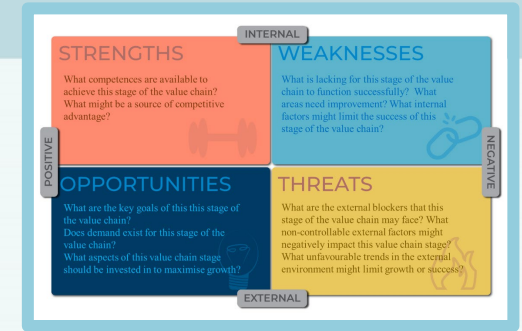 INTERNAL
STRENGTHS
What competences are available to
achieve this stage of the value chain?
What might be a source of competitive
advantage?
WEAKNESSES
What is lacking for this stage of the value
chain to function successfully? What
areas need improvement? What internal
factors might limit the success of this
stage of the value chain?
POSITIVE
NEGATIVE
OPPORTUNITIES
What are the key goals of this this stage of
the value chain?
Does demand exist for this stage of the
value chain?
What aspects of this value chain stage
should be invested in to maximise growth?
THREATS
What are the external blockers that this
stage of the value chain may face? What
non-controllable external factors might
negatively impact this value chain stage?
What unfavourable trends in the external
environment might limit growth or success?
EXTERNAL